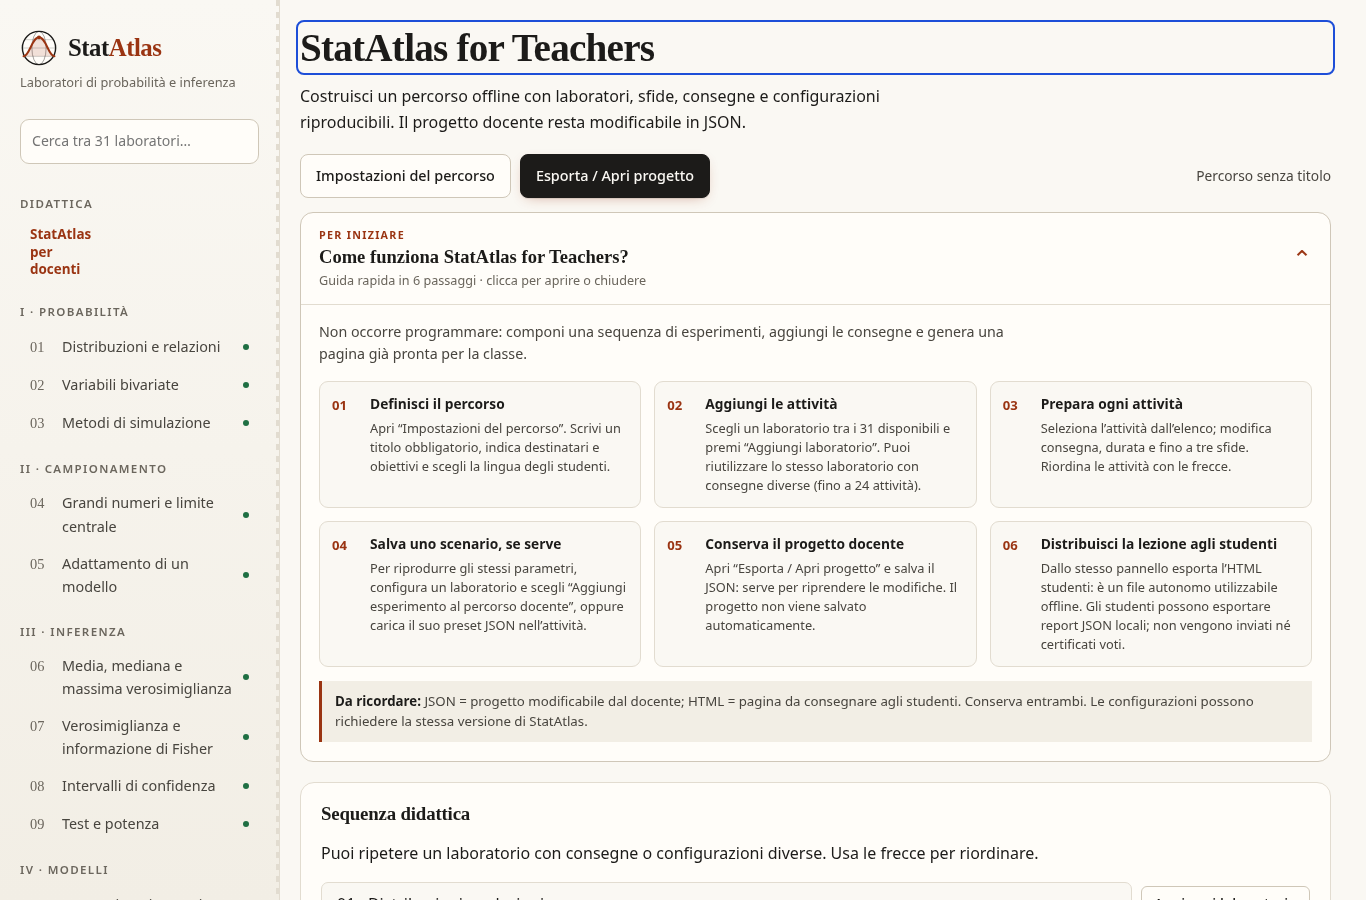 StatAtlas
Laboratori di probabilità e inferenza
Cerca tra 31 laboratori…
DIDATTICA
StatAtlas
per
docenti
I · PROBABILITÀ
01 Distribuzioni e relazioni
02 Variabili bivariate
03 Metodi di simulazione
II · CAMPIONAMENTO
04 Grandi numeri e limite
centrale
05 Adattamento di un
modello
III · INFERENZA
06 Media, mediana e
massima verosimiglianza
07 Verosimiglianza e
informazione di Fisher
08 Intervalli di confidenza
09 Test e potenza
IV · MODELLI
StatAtlas for Teachers
Costruisci un percorso offline con laboratori, sfide, consegne e configurazioni
riproducibili. Il progetto docente resta modificabile in JSON.
Impostazioni del percorso
Esporta / Apri progetto
Percorso senza titolo
PER INIZIARE
Come funziona StatAtlas for Teachers?
Guida rapida in 6 passaggi · clicca per aprire o chiudere
Non occorre programmare: componi una sequenza di esperimenti, aggiungi le consegne e genera una
pagina già pronta per la classe.
01 Definisci il percorso
Apri “Impostazioni del percorso”. Scrivi un
titolo obbligatorio, indica destinatari e
obiettivi e scegli la lingua degli studenti.
02 Aggiungi le attività
Scegli un laboratorio tra i 31 disponibili e
premi “Aggiungi laboratorio”. Puoi
riutilizzare lo stesso laboratorio con
consegne diverse (fino a 24 attività).
03 Prepara ogni attività
Seleziona l’attività dall’elenco; modifica
consegna, durata e fino a tre sfide.
Riordina le attività con le frecce.
04 Salva uno scenario, se serve
Per riprodurre gli stessi parametri,
configura un laboratorio e scegli “Aggiungi
esperimento al percorso docente”, oppure
carica il suo preset JSON nell’attività.
05 Conserva il progetto docente
Apri “Esporta / Apri progetto” e salva il
JSON: serve per riprendere le modifiche. Il
progetto non viene salvato
automaticamente.
06 Distribuisci la lezione agli studenti
Dallo stesso pannello esporta l’HTML
studenti: è un file autonomo utilizzabile
offline. Gli studenti possono esportare
report JSON locali; non vengono inviati né
certificati voti.
Da ricordare: JSON = progetto modificabile dal docente; HTML = pagina da consegnare agli studenti. Conserva entrambi. Le configurazioni possono
richiedere la stessa versione di StatAtlas.
Sequenza didattica
Puoi ripetere un laboratorio con consegne o configurazioni diverse. Usa le frecce per riordinare.